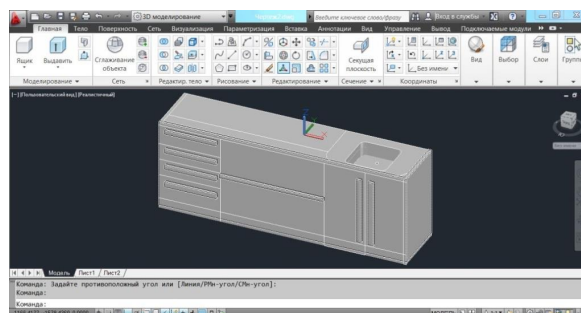 3D моделирование
Введите ключевое слово/фразу
Вход в службы
Главная Тело Поверхность Сеть Визуализация Параметризация Вставка Аннотации Вид Управление Вывод Подключаемые модули
Ящик
Выдавить
Сглаживание объекта
Секущая плоскость
Без имени
Вид
Выбор
Слои
Группы
Моделирование
Сеть
Редактир. тело
Рисование
Редактирование
Сечение
Координаты
[−][Пользовательский вид][Реалистичный]
X
Модель Лист1 Лист2
Команда: Задайте противоположный угол или [Линия/РМн-угол/СМн-угол]:
Команда:
Команда: